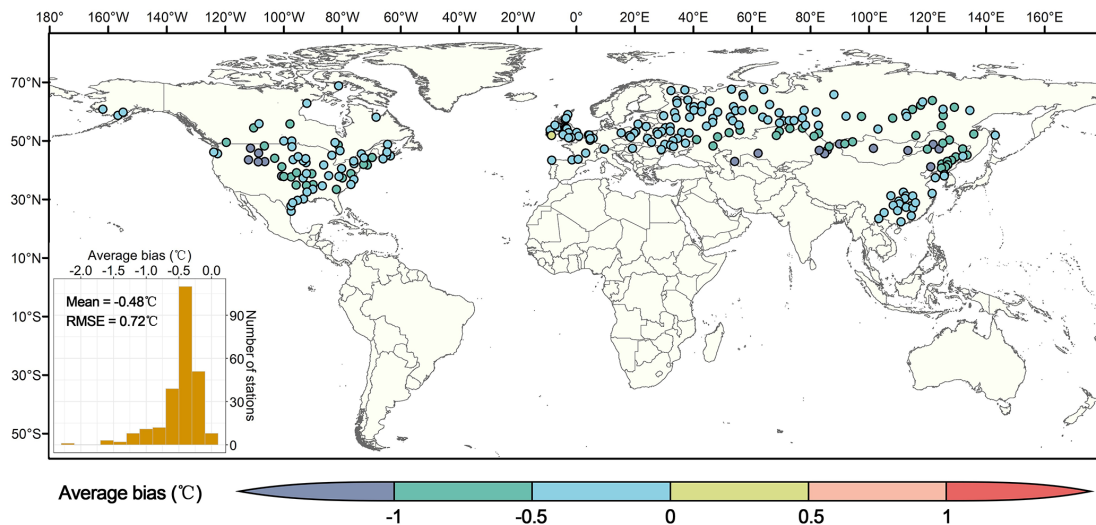 180° 160°W 140°W 120°W 100°W 80°W 60°W 40°W 20°W 0° 20°E 40°E 60°E 80°E 100°E 120°E 140°E 160°E
70°N
50°N
30°N
10°N
10°S
30°S
50°S
Average bias (℃)
-2.0 -1.5 -1.0 -0.5 0.0
Mean = -0.48℃
RMSE = 0.72℃
90
60
30
0
Number of stations
Average bias (℃)
-1 -0.5 0 0.5 1